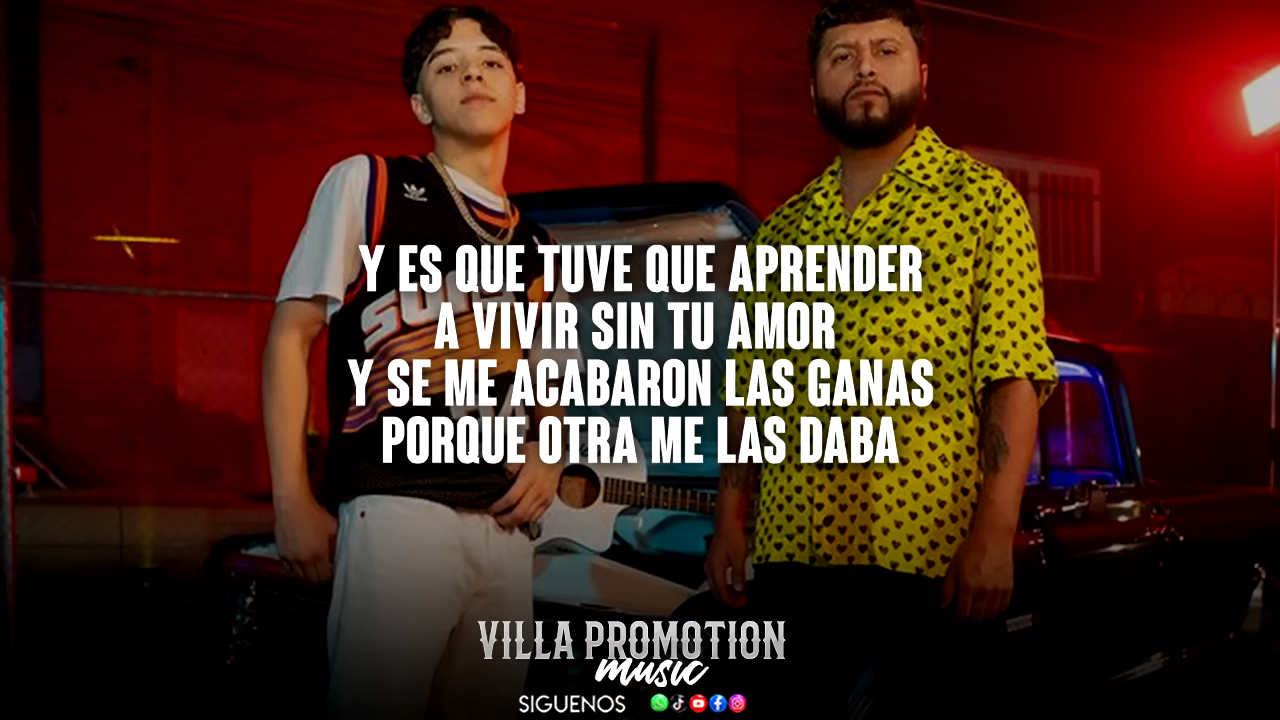 Y ES QUE TUVE QUE APRENDER
A VIVIR SIN TU AMOR
Y SE ME ACABARON LAS GANAS
PORQUE OTRA ME LAS DABA
VILLA PROMOTION
music
SIGUENOS